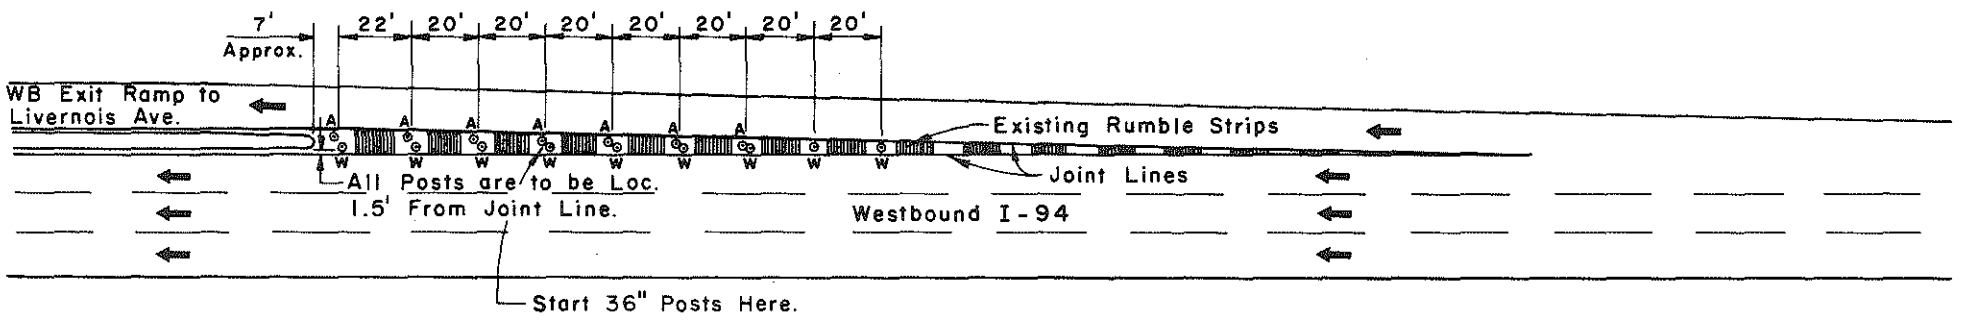 7' 22' 20' 20' 20' 20' 20' 20' 20'
Approx.
WB Exit Ramp to
Livernois Ave.
A A A A A A A
Existing Rumble Strips
W W W W W W W W W
Joint Lines
All Posts are to be Loc.
1.5' From Joint Line.
Westbound I-94
Start 36" Posts Here.